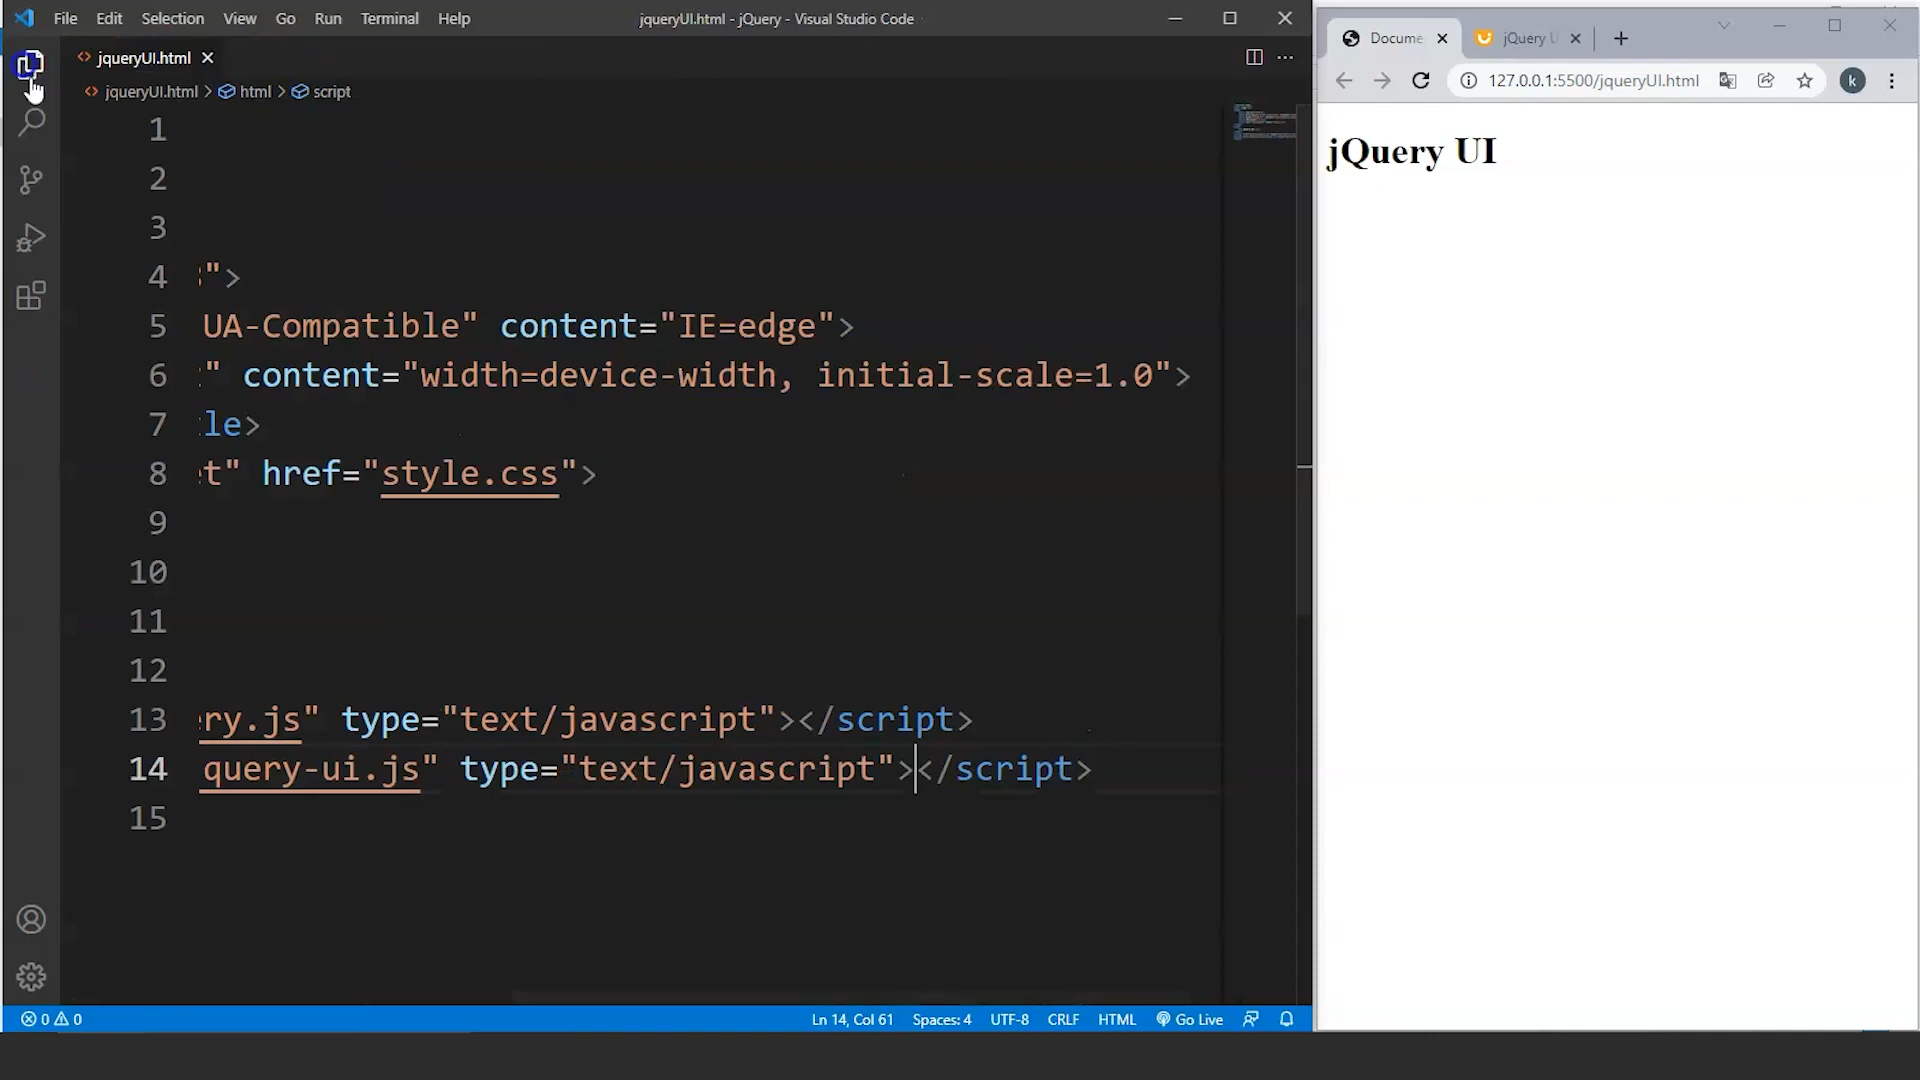 File Edit Selection View Go Run Terminal Help
jqueryUI.html - jQuery - Visual Studio Code
jqueryUI.html
jqueryUI.html > html > script
1
2
3
4 ">
5 UA-Compatible" content="IE=edge">
6 " content="width=device-width, initial-scale=1.0">
7 le>
8 t" href="style.css">
9
10
11
12
13 ry.js" type="text/javascript"></script>
14 query-ui.js" type="text/javascript"></script>
15
0 0
Ln 14, Col 61 Spaces: 4 UTF-8 CRLF HTML Go Live
Docume jQuery U
127.0.0.1:5500/jqueryUI.html k
jQuery UI